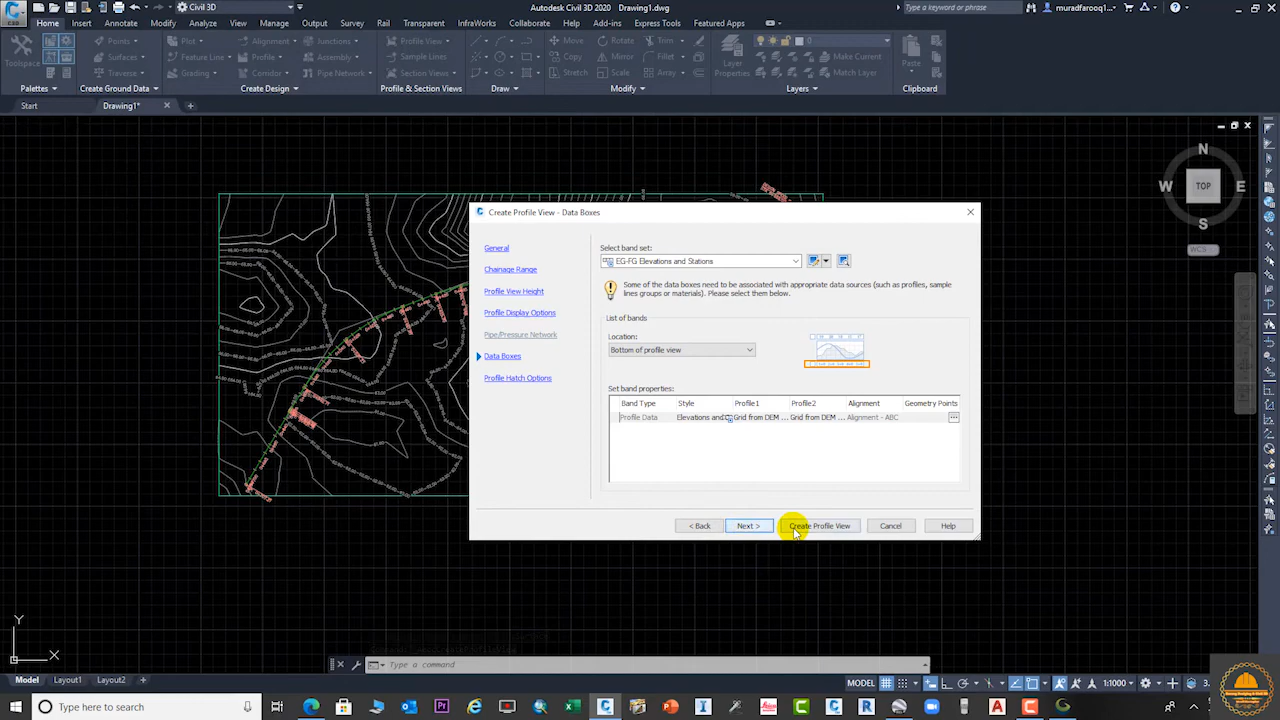 Civil 3D
Autodesk Civil 3D 2020 Drawing1.dwg
Type a keyword or phrase
muradfarooq1...
Home Insert Annotate Modify Analyze View Manage Output Survey Rail Transparent InfraWorks Collaborate Help Add-ins Express Tools Featured Apps
Toolspace
Points
Surfaces
Traverse
Plot
Feature Line
Grading
Alignment
Profile
Corridor
Junctions
Assembly
Pipe Network
Profile View
Sample Lines
Section Views
Move
Copy
Stretch
Rotate
Mirror
Scale
Trim
Fillet
Array
Layer Properties
0
Make Current
Match Layer
Paste
Palettes Create Ground Data Create Design Profile & Section Views Draw Modify Layers Clipboard
Start Drawing1*
N
W TOP E
S
WCS
Create Profile View - Data Boxes
General
Chainage Range
Profile View Height
Profile Display Options
Pipe/Pressure Network
Data Boxes
Profile Hatch Options
Select band set:
EG-FG Elevations and Stations
Some of the data boxes need to be associated with appropriate data sources (such as profiles, sample
lines groups or materials). Please select them below.
List of bands
Location:
Bottom of profile view
Set band properties:
Band Type Style Profile1 Profile2 Alignment Geometry Points
Profile Data Elevations and Grid from DEM ... Grid from DEM ... Alignment - ABC ...
< Back Next > Create Profile View Cancel Help
Y
X
Type a command
Model Layout1 Layout2
MODEL 1:1000
Type here to search